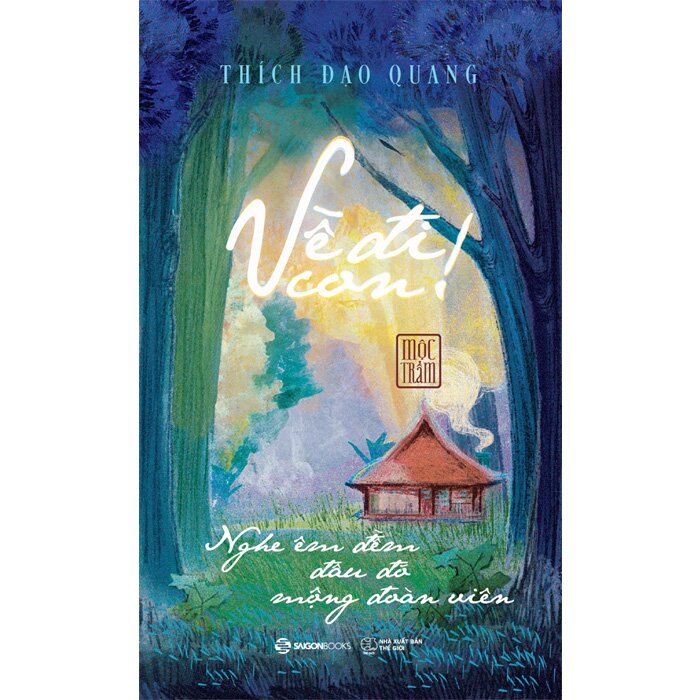 THÍCH ĐẠO QUANG
Về đi
con!
MỘC
TRẦM
Nghe êm đềm
đâu đó
mộng đoàn viên
SAIGONBOOKS
NHÀ XUẤT BẢN
THẾ GIỚI